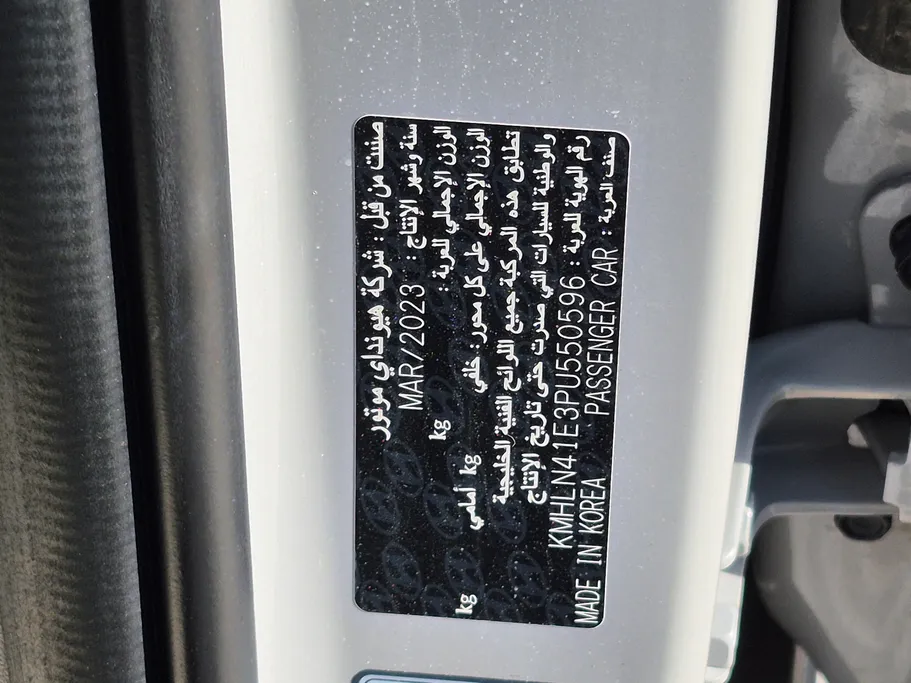 صنعت من قبل : شركة هيونداي موتور
سنة وشهر الإنتاج : MAR/2023
الوزن الإجمالي للعربة : kg
الوزن الإجمالي على كل محور: خلفي kg أمامي kg
تطابق هذه المركبة جميع اللوائح الفنية الخليجية
والوطنية للسيارات التي صدرت حتى تاريخ الإنتاج
رقم الهوية للعربة : KMHLN41E3PU550596
صنف العربة : PASSENGER CAR MADE IN KOREA